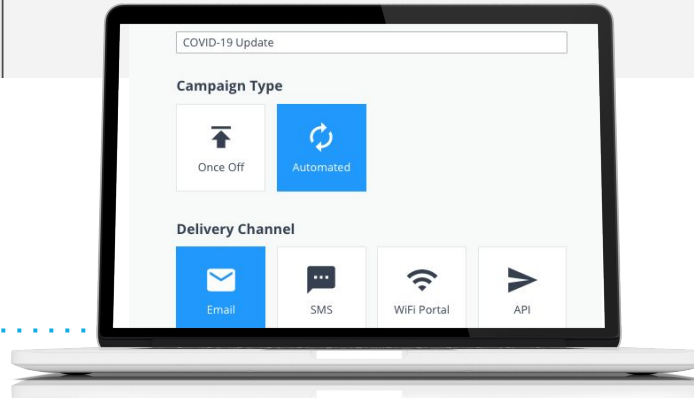 COVID-19 Update
Campaign Type
Once Off
Automated
Delivery Channel
Email
SMS
WiFi Portal
API